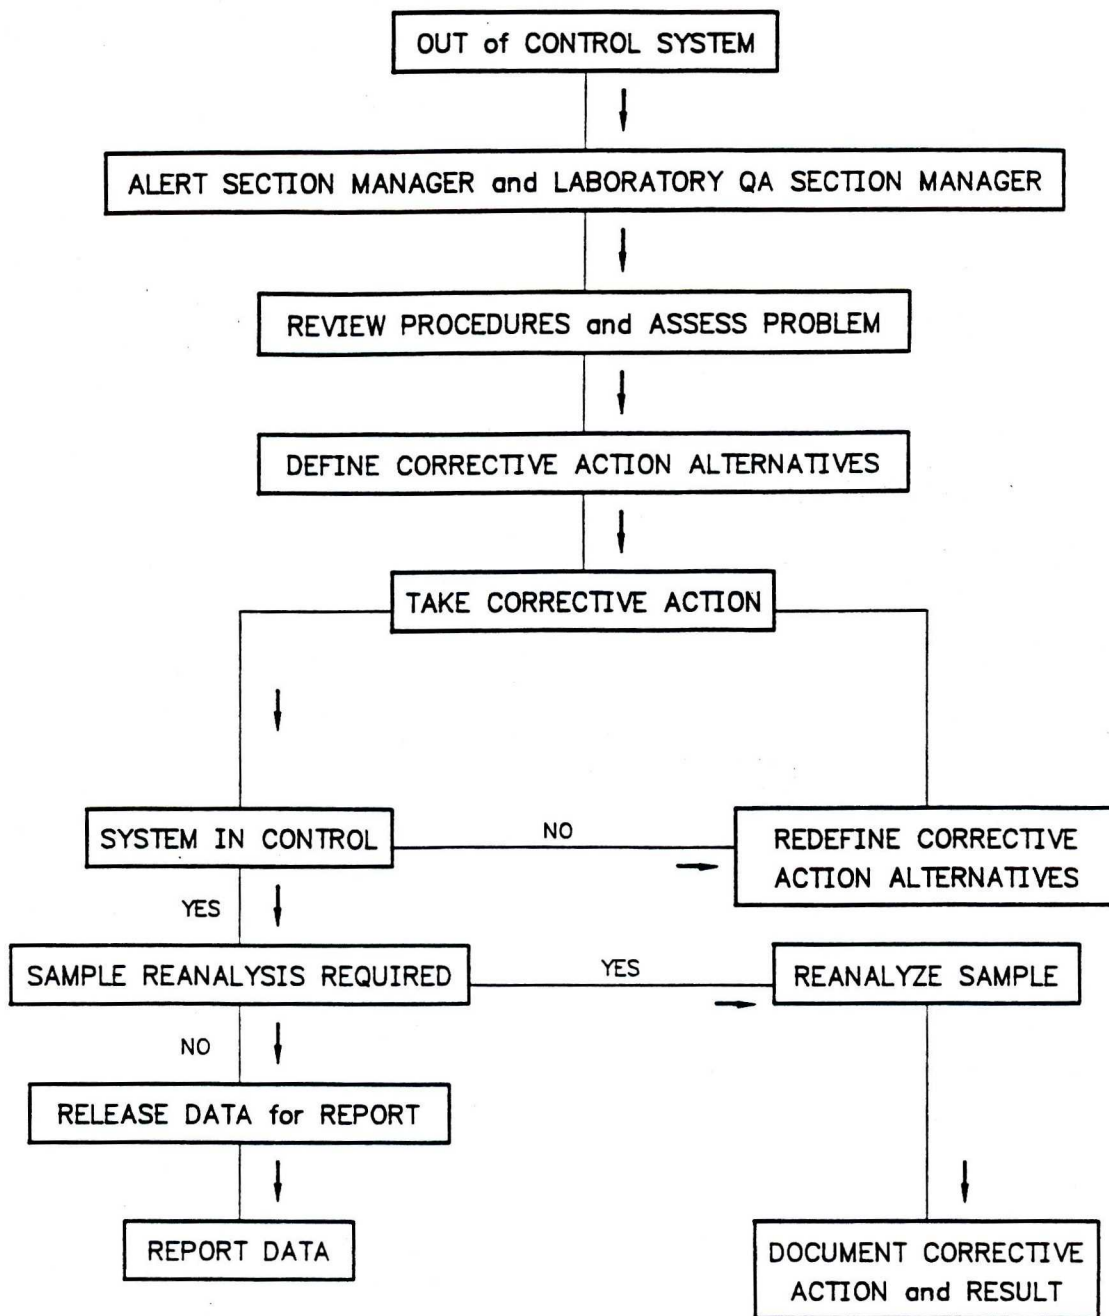 OUT of CONTROL SYSTEM
ALERT SECTION MANAGER and LABORATORY QA SECTION MANAGER
REVIEW PROCEDURES and ASSESS PROBLEM
DEFINE CORRECTIVE ACTION ALTERNATIVES
TAKE CORRECTIVE ACTION
SYSTEM IN CONTROL
NO
REDEFINE CORRECTIVE
ACTION ALTERNATIVES
YES
SAMPLE REANALYSIS REQUIRED
YES
REANALYZE SAMPLE
NO
RELEASE DATA for REPORT
REPORT DATA
DOCUMENT CORRECTIVE
ACTION and RESULT